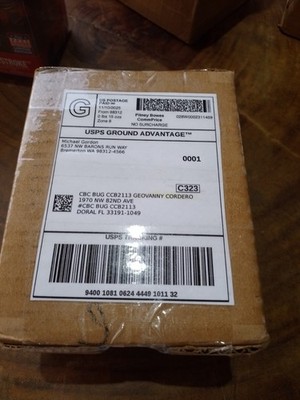 G
US POSTAGE
Pitney Bowes
CommPrice
NO SURCHARGE
USPS GROUND ADVANTAGE™
Michael Gordon
6537 NW BARONS RUN WAY
Bremerton WA 98312-4566
0001
C323
CBC BUG CCB2113 GEOVANNY CORDERO
1970 NW 82ND AVE
#CBC BUG CCB2113
DORAL FL 33191-1049
USPS TRACKING #
9400 1081 0624 4449 1011 32